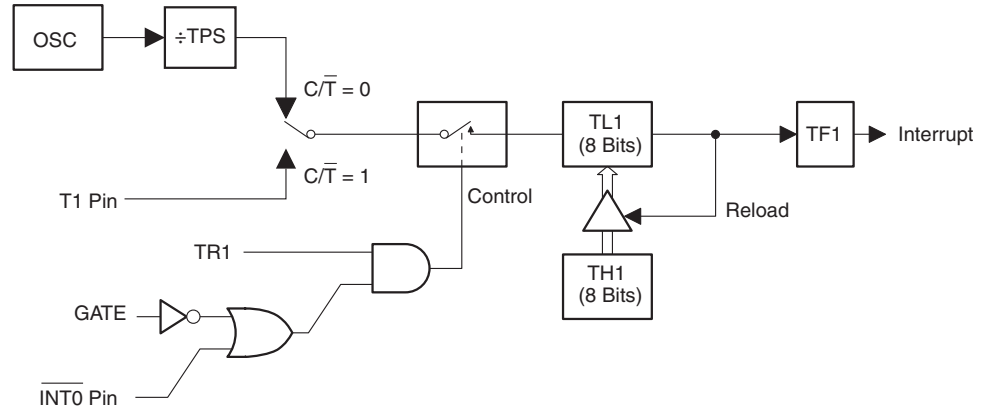 OSC
÷TPS
C/T̅ = 0
C/T̅ = 1
T1 Pin
Control
TL1
(8 Bits)
TF1
Interrupt
Reload
TH1
(8 Bits)
TR1
GATE
I̅N̅T̅0̅ Pin